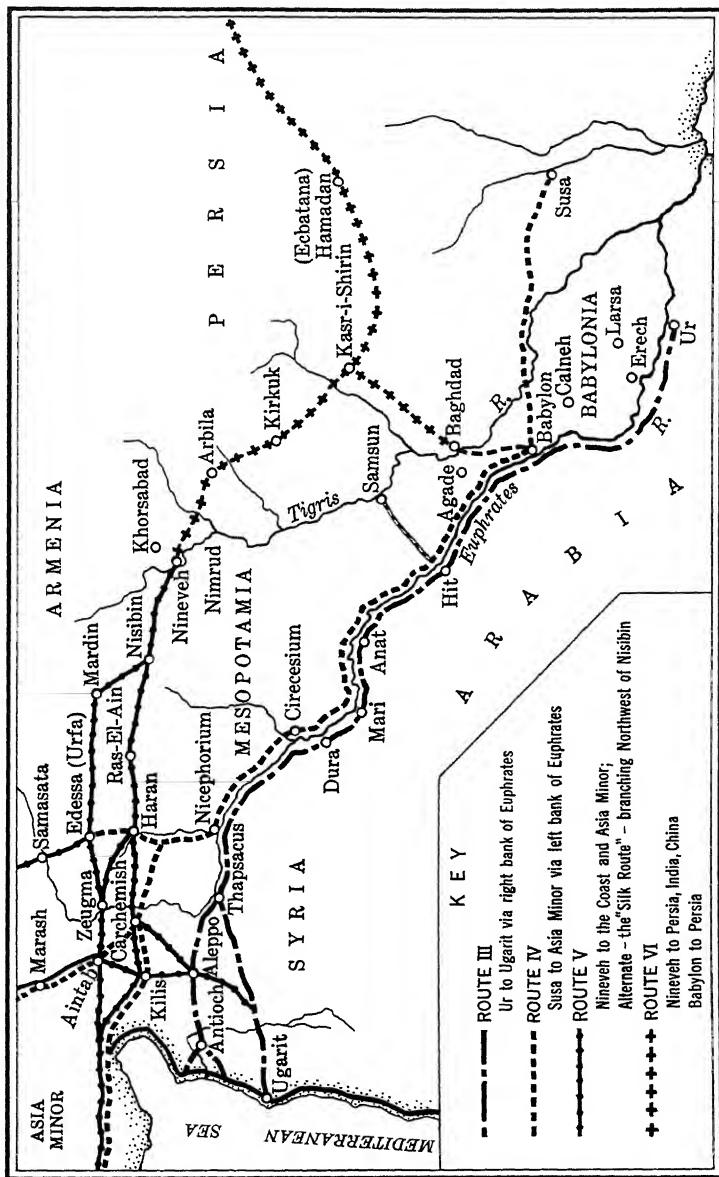 ASIA
MINOR
Marash
Samasata
ARMENIA
PERSIA
Aintab
Zeugma
Edessa (Urfa)
Mardin
Khorsabad
Kilis
Carchemish
Haran
Ras-El-Ain
Nisibin
Nineveh
Arbila
Kirkuk
Kasr-i-Shirin
(Ecbatana)
Hamadan
Antioch
Aleppo
Thapsacus
Nicephorium
MESOPOTAMIA
Nimrud
Tigris
Samsun
Ugarit
SYRIA
Dura
Cirecesium
Mari
Anat
Hit
Euphrates
Agade
Baghdad
R.
Babylon
Calneh
BABYLONIA
Larsa
Erech
Ur
R.
Susa
MEDITERRANEAN
SEA
ARABIA
KEY
ROUTE III
Ur to Ugarit via right bank of Euphrates
ROUTE IV
Susa to Asia Minor via left bank of Euphrates
ROUTE V
Nineveh to the Coast and Asia Minor;
Alternate – the "Silk Route" – branching Northwest of Nisibin
ROUTE VI
Nineveh to Persia, India, China
Babylon to Persia